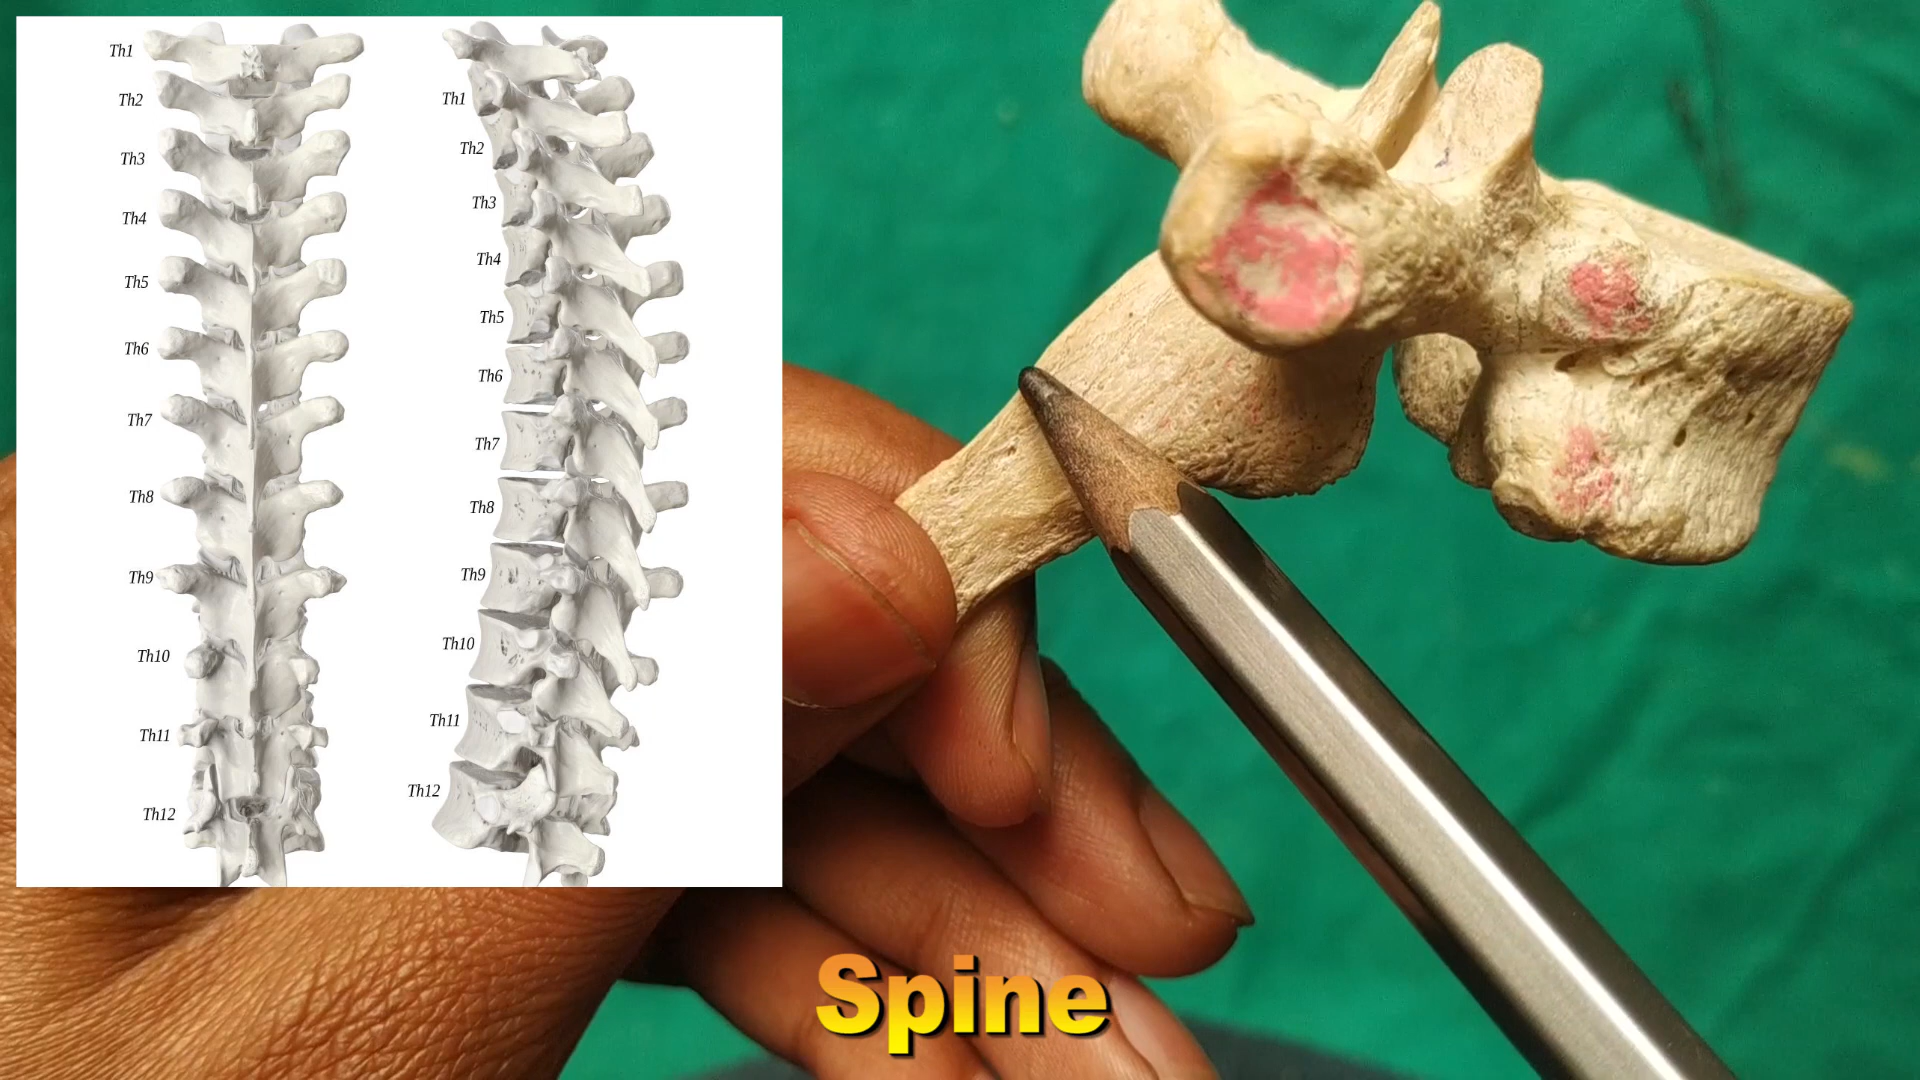 Th1
Th2
Th3
Th4
Th5
Th6
Th7
Th8
Th9
Th10
Th11
Th12
Th1
Th2
Th3
Th4
Th5
Th6
Th7
Th8
Th9
Th10
Th11
Th12
Spine